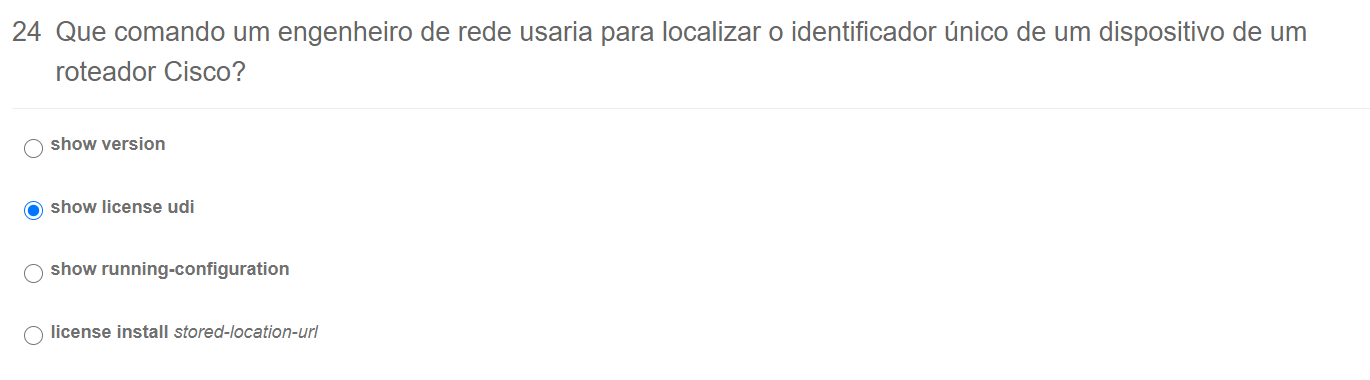 24 Que comando um engenheiro de rede usaria para localizar o identificador único de um dispositivo de um
roteador Cisco?
show version
show license udi
show running-configuration
license install stored-location-url